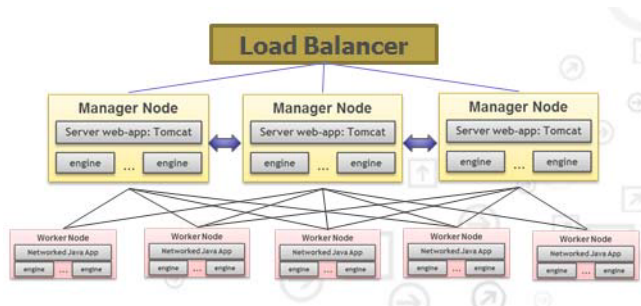 Load Balancer
Manager Node
Server web-app: Tomcat
engine ... engine
Manager Node
Server web-app: Tomcat
engine ... engine
Manager Node
Server web-app: Tomcat
engine ... engine
Worker Node
Networked Java App
engine ... engine
Worker Node
Networked Java App
engine ... engine
Worker Node
Networked Java App
engine ... engine
Worker Node
Networked Java App
engine ... engine
Worker Node
Networked Java App
engine ... engine